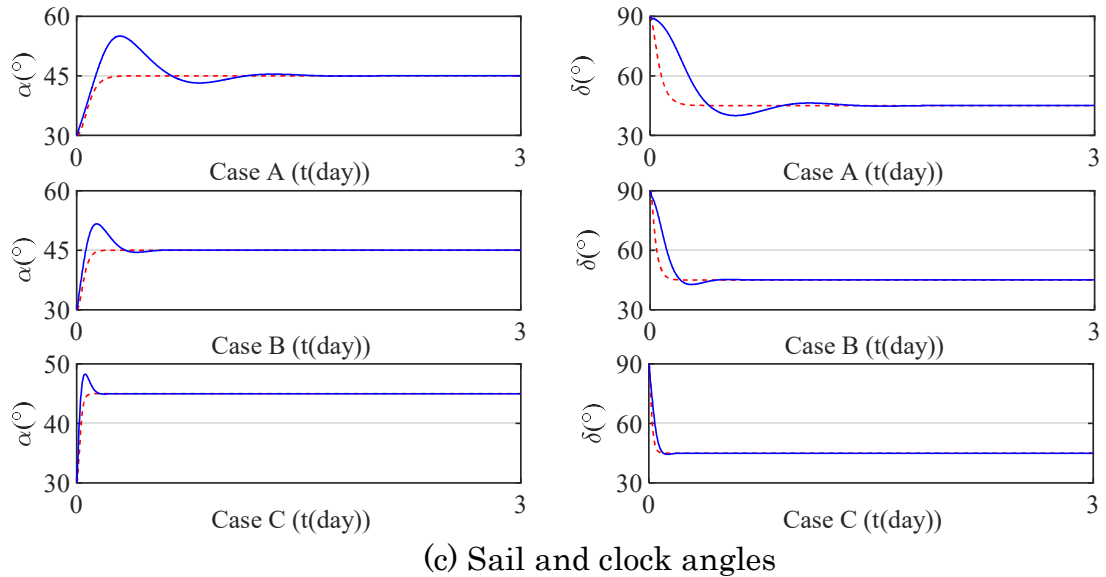 60
45
30
α(°)
0
3
Case A (t(day))
90
60
30
δ(°)
0
3
Case A (t(day))
60
45
30
α(°)
0
3
Case B (t(day))
90
60
30
δ(°)
0
3
Case B (t(day))
50
40
30
α(°)
0
3
Case C (t(day))
90
60
30
δ(°)
0
3
Case C (t(day))
(c) Sail and clock angles